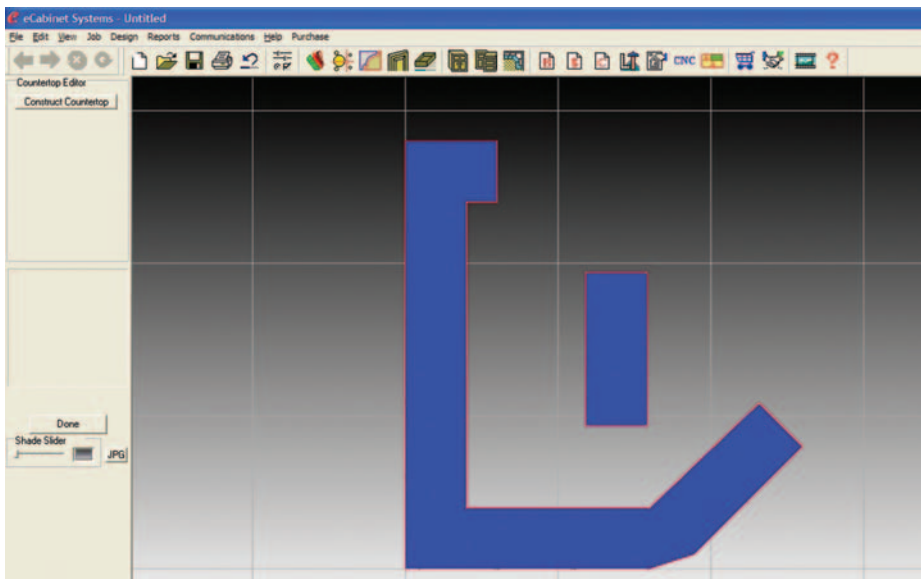 eCabinet Systems - Untitled
File Edit View Job Design Reports Communications Help Purchase
CNC
Countertop Editor
Construct Countertop
Done
Shade Slider
JPG